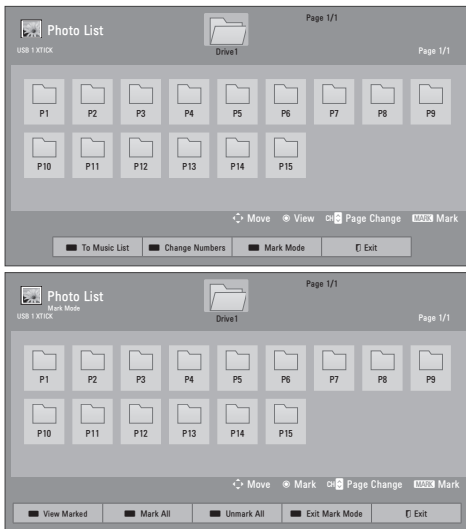 Page 1/1
Photo List
USB 1 XTICK
Drive1
Page 1/1
P1 P2 P3 P4 P5 P6 P7 P8 P9
P10 P11 P12 P13 P14 P15
Move View CH Page Change MARK Mark
To Music List Change Numbers Mark Mode Exit
Page 1/1
Photo List
Mark Mode
USB 1 XTICK
Drive1
Page 1/1
P1 P2 P3 P4 P5 P6 P7 P8 P9
P10 P11 P12 P13 P14 P15
Move Mark CH Page Change MARK Mark
View Marked Mark All Unmark All Exit Mark Mode Exit